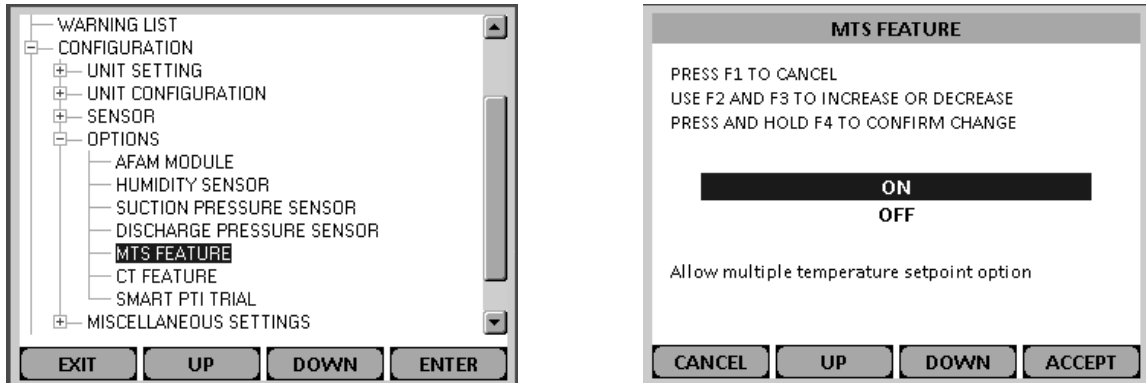 WARNING LIST
CONFIGURATION
UNIT SETTING
UNIT CONFIGURATION
SENSOR
OPTIONS
AFAM MODULE
HUMIDITY SENSOR
SUCTION PRESSURE SENSOR
DISCHARGE PRESSURE SENSOR
MTS FEATURE
CT FEATURE
SMART PTI TRIAL
MISCELLANEOUS SETTINGS
EXIT UP DOWN ENTER
MTS FEATURE
PRESS F1 TO CANCEL
USE F2 AND F3 TO INCREASE OR DECREASE
PRESS AND HOLD F4 TO CONFIRM CHANGE
ON
OFF
Allow multiple temperature setpoint option
CANCEL UP DOWN ACCEPT